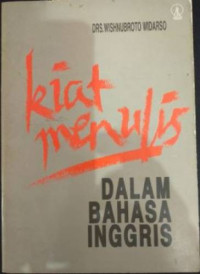 DRS. WISHNUBROTO WIDARSO
kiat
menulis
DALAM
BAHASA
INGGRIS